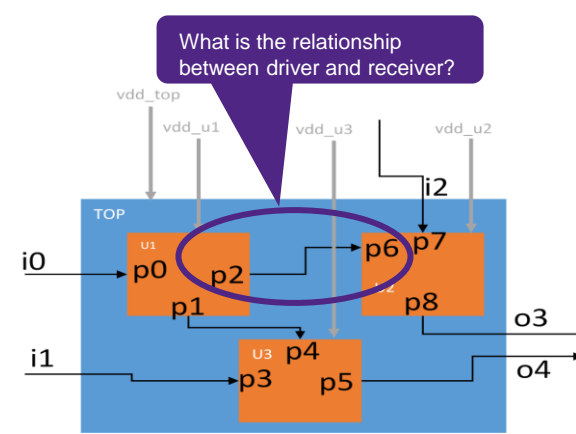 What is the relationship
between driver and receiver?
vdd_top
vdd_u1
vdd_u3
vdd_u2
i2
TOP
U1
p0
p2
p1
i0
p6
p7
U2
p8
o3
U3
p4
p3
p5
i1
o4